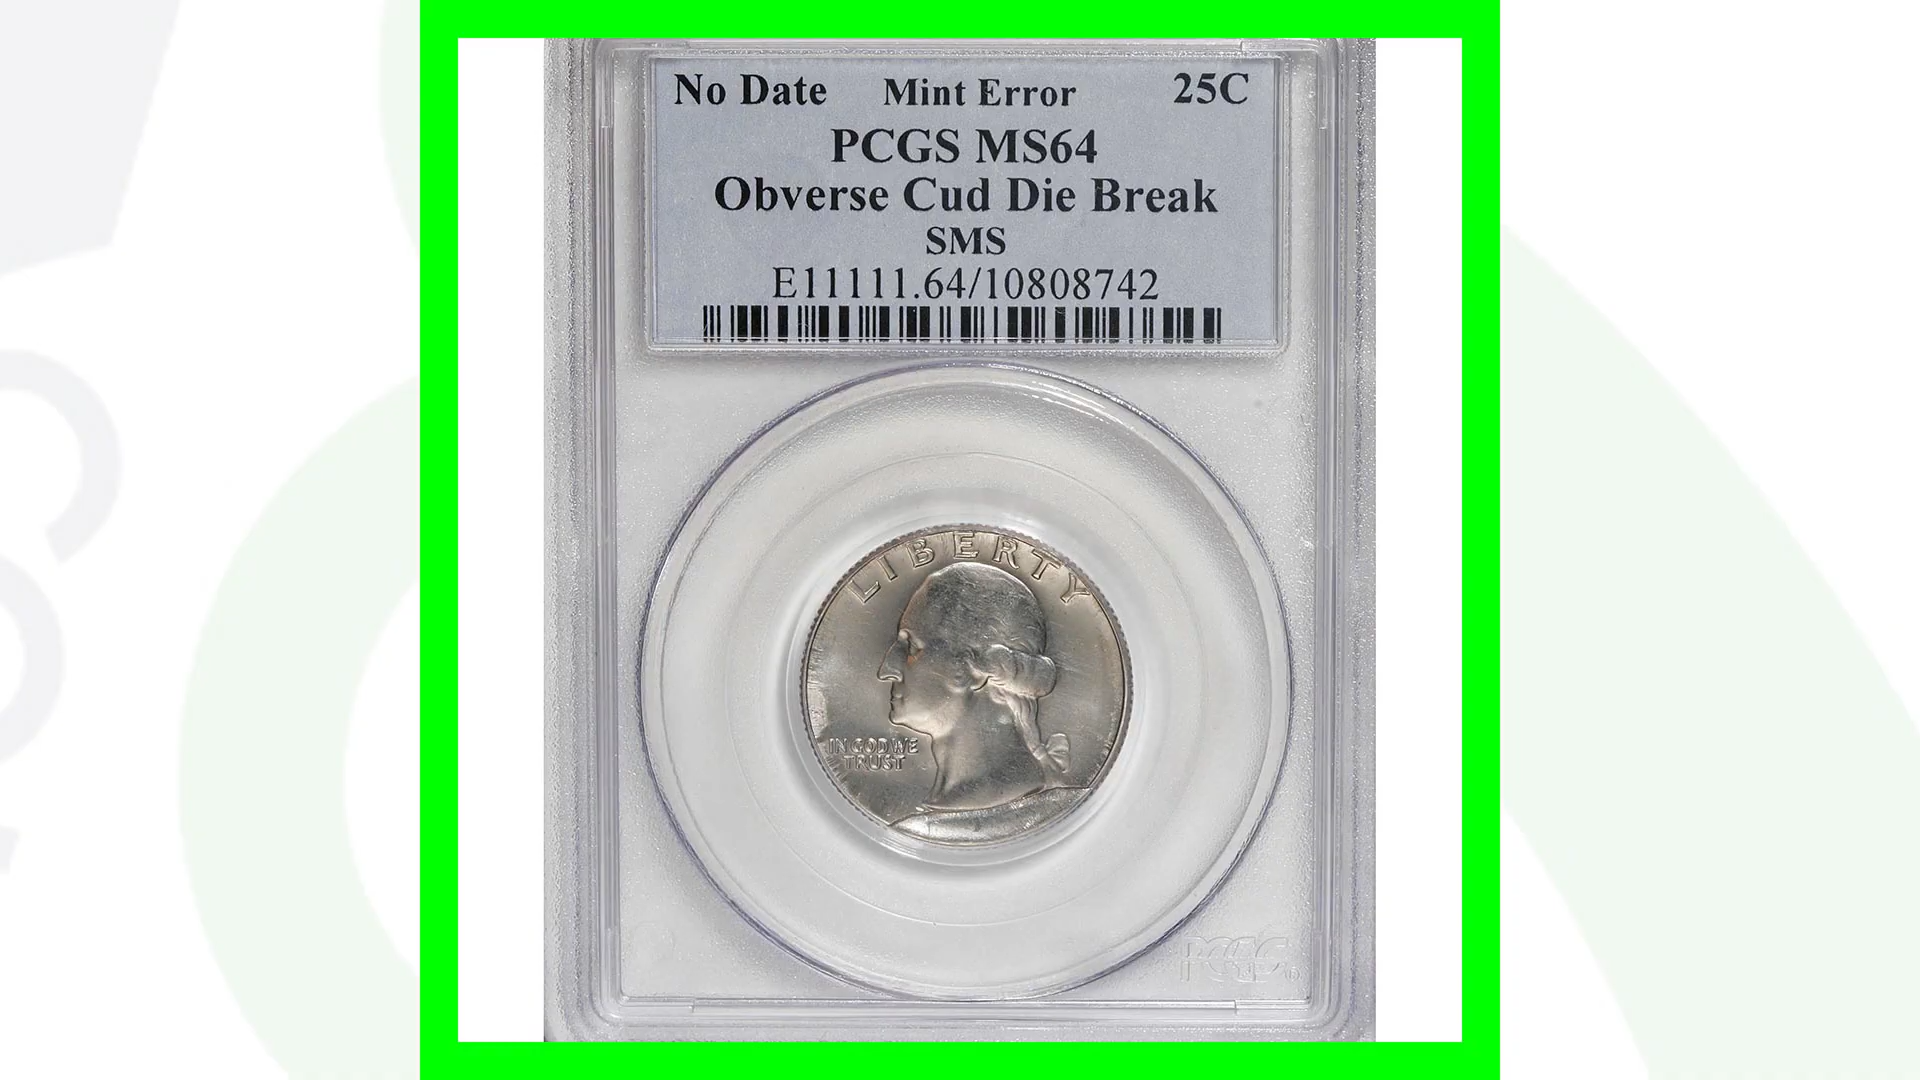 No Date Mint Error 25C
PCGS MS64
Obverse Cud Die Break
SMS
E11111.64/10808742
LIBERTY
IN GOD WE
TRUST
PCGS